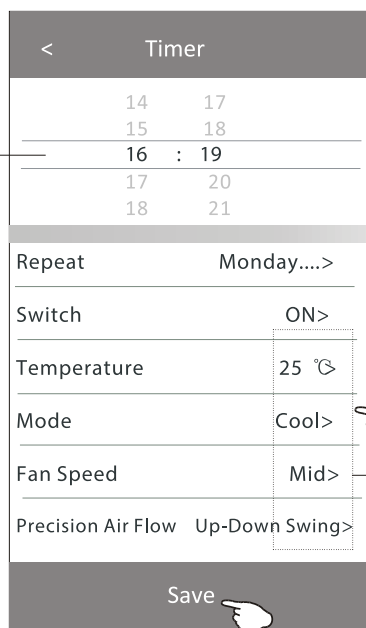 < Timer
14 17
15 18
16 : 19
17 20
18 21
Repeat Monday....>
Switch ON>
Temperature 25 ℃>
Mode Cool>
Fan Speed Mid>
Precision Air Flow Up-Down Swing>
Save